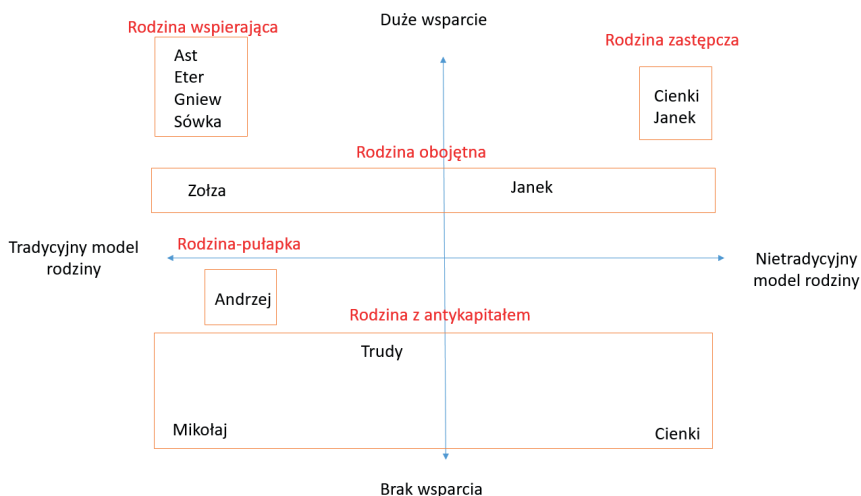 Duże wsparcie
Rodzina wspierająca
Rodzina zastępcza
Ast
Eter
Gniew
Sówka
Cienki
Janek
Rodzina obojętna
Zołza
Janek
Tradycyjny model
rodziny
Rodzina-pułapka
Nietradycyjny
model rodziny
Andrzej
Rodzina z antykapitałem
Trudy
Mikołaj
Cienki
Brak wsparcia